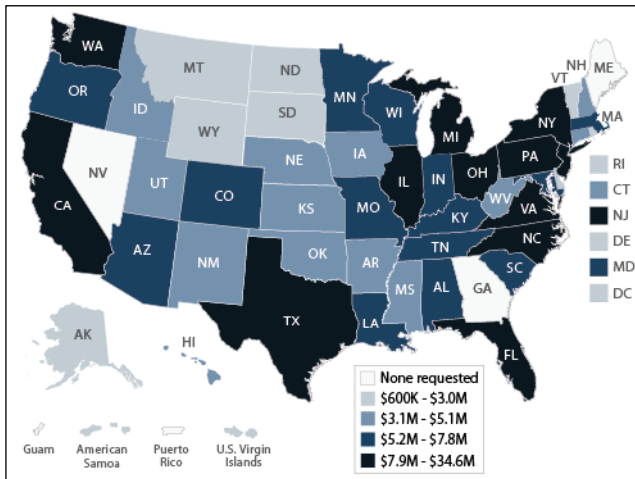 WA
OR
CA
NV
ID
MT
WY
UT
AZ
CO
NM
ND
SD
NE
KS
OK
TX
MN
IA
MO
AR
LA
WI
IL
MI
IN
OH
KY
TN
MS
AL
GA
FL
SC
NC
VA
WV
PA
NY
VT
NH
ME
MA
RI
CT
NJ
DE
MD
DC
AK
HI
Guam
American
Samoa
Puerto
Rico
U.S. Virgin
Islands
None requested
$600K - $3.0M
$3.1M - $5.1M
$5.2M - $7.8M
$7.9M - $34.6M